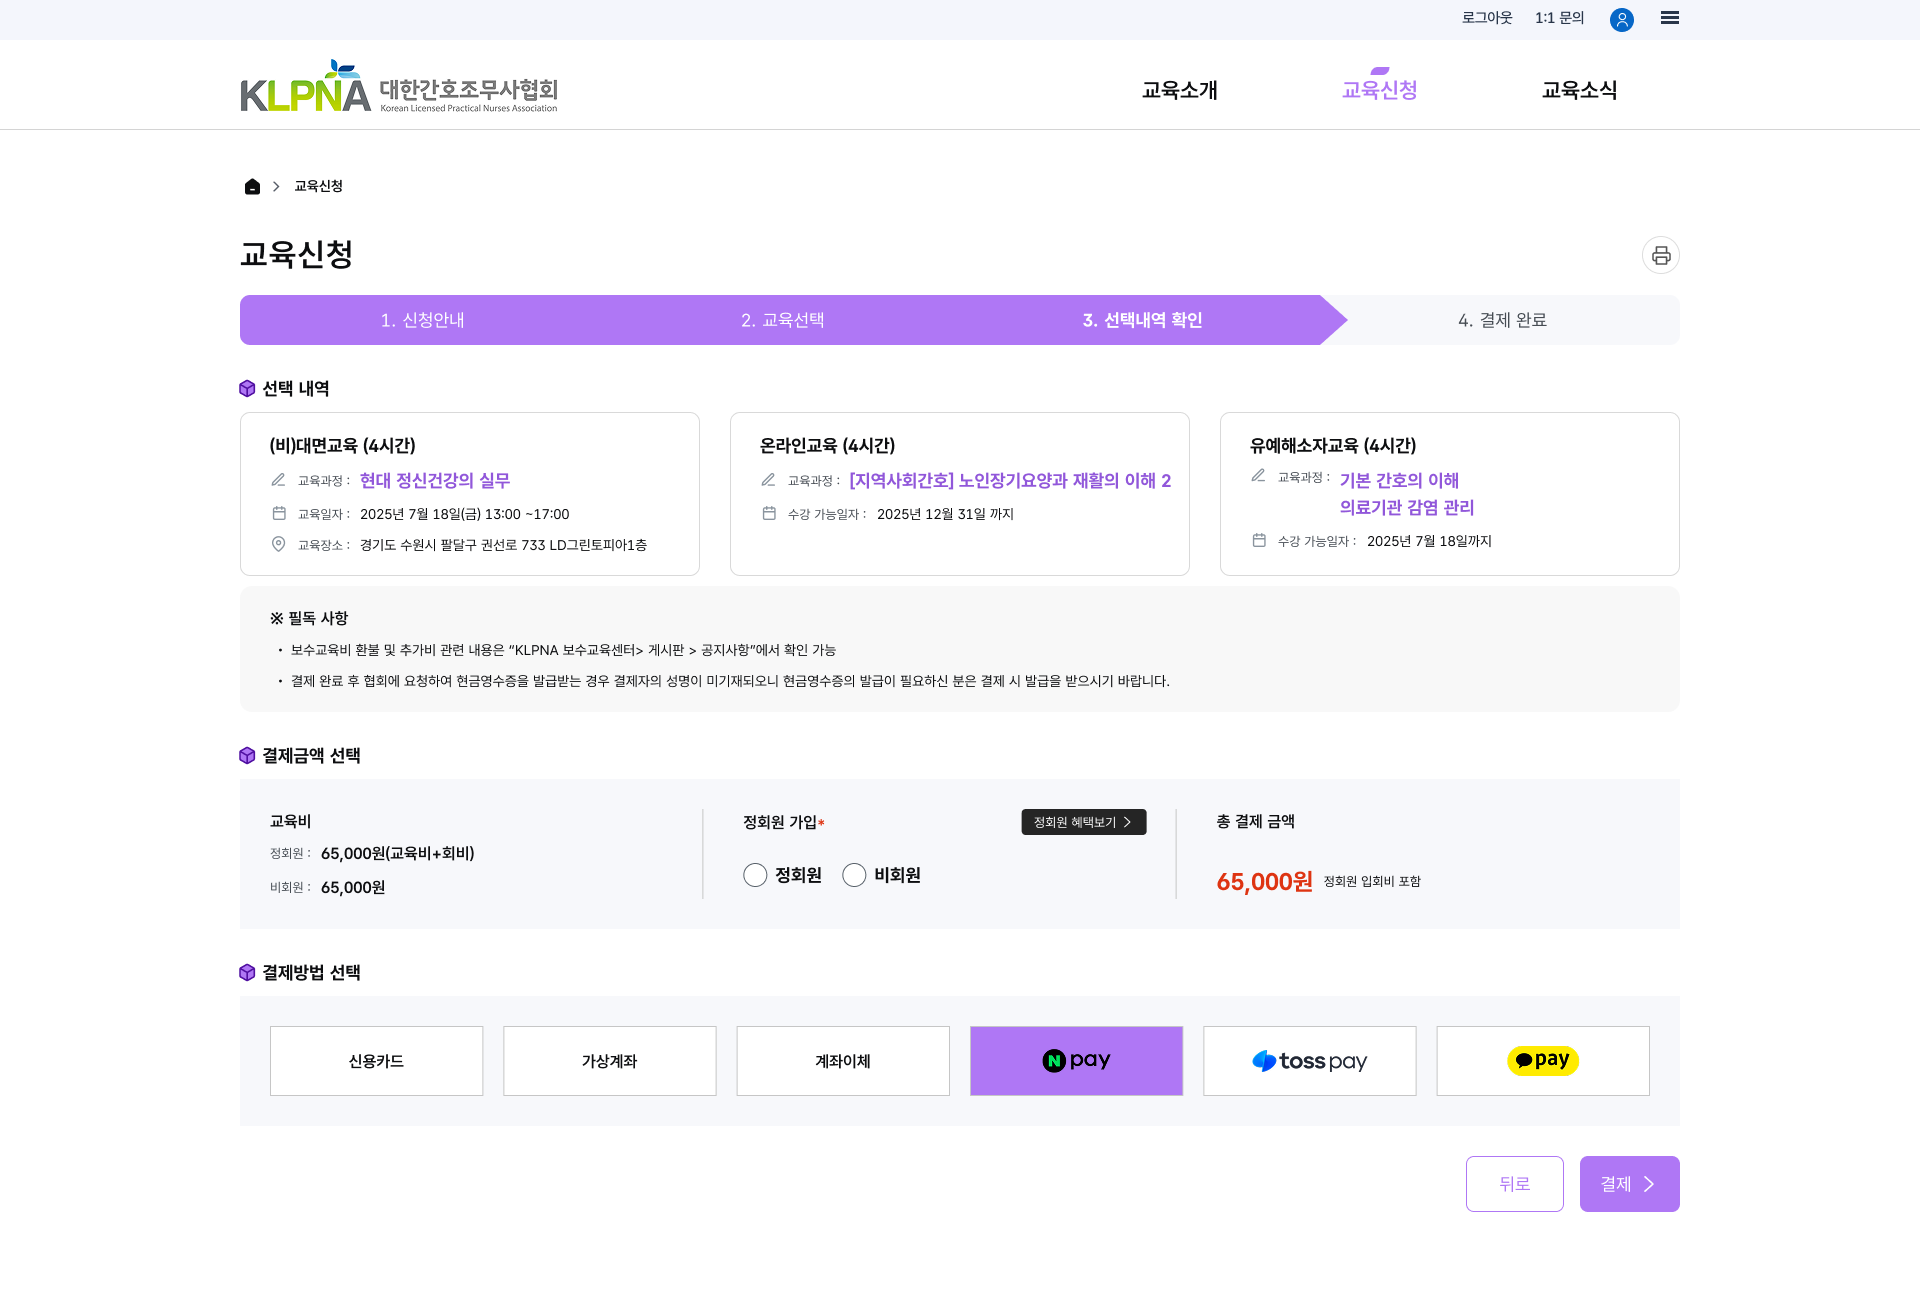 로그아웃 1:1 문의
KLPNA 대한간호조무사협회
Korean Licensed Practical Nurses Association
교육소개 교육신청 교육소식
교육신청
교육신청
1. 신청안내 2. 교육선택 3. 선택내역 확인 4. 결제 완료
선택 내역
(비)대면교육 (4시간)
교육과정 : 현대 정신건강의 실무
교육일자 : 2025년 7월 18일(금) 13:00 ~17:00
교육장소 : 경기도 수원시 팔달구 권선로 733 LD그린토피아1층
온라인교육 (4시간)
교육과정 : [지역사회간호] 노인장기요양과 재활의 이해 2
수강 가능일자 : 2025년 12월 31일 까지
유예해소자교육 (4시간)
교육과정 : 기본 간호의 이해
의료기관 감염 관리
수강 가능일자 : 2025년 7월 18일까지
※ 필독 사항
• 보수교육비 환불 및 추가비 관련 내용은 “KLPNA 보수교육센터> 게시판 > 공지사항”에서 확인 가능
• 결제 완료 후 협회에 요청하여 현금영수증을 발급받는 경우 결제자의 성명이 미기재되오니 현금영수증의 발급이 필요하신 분은 결제 시 발급을 받으시기 바랍니다.
결제금액 선택
교육비
정회원 : 65,000원(교육비+회비)
비회원 : 65,000원
정회원 가입* 정회원 혜택보기
정회원 비회원
총 결제 금액
65,000원 정회원 입회비 포함
결제방법 선택
신용카드 가상계좌 계좌이체 N pay toss pay pay
뒤로 결제